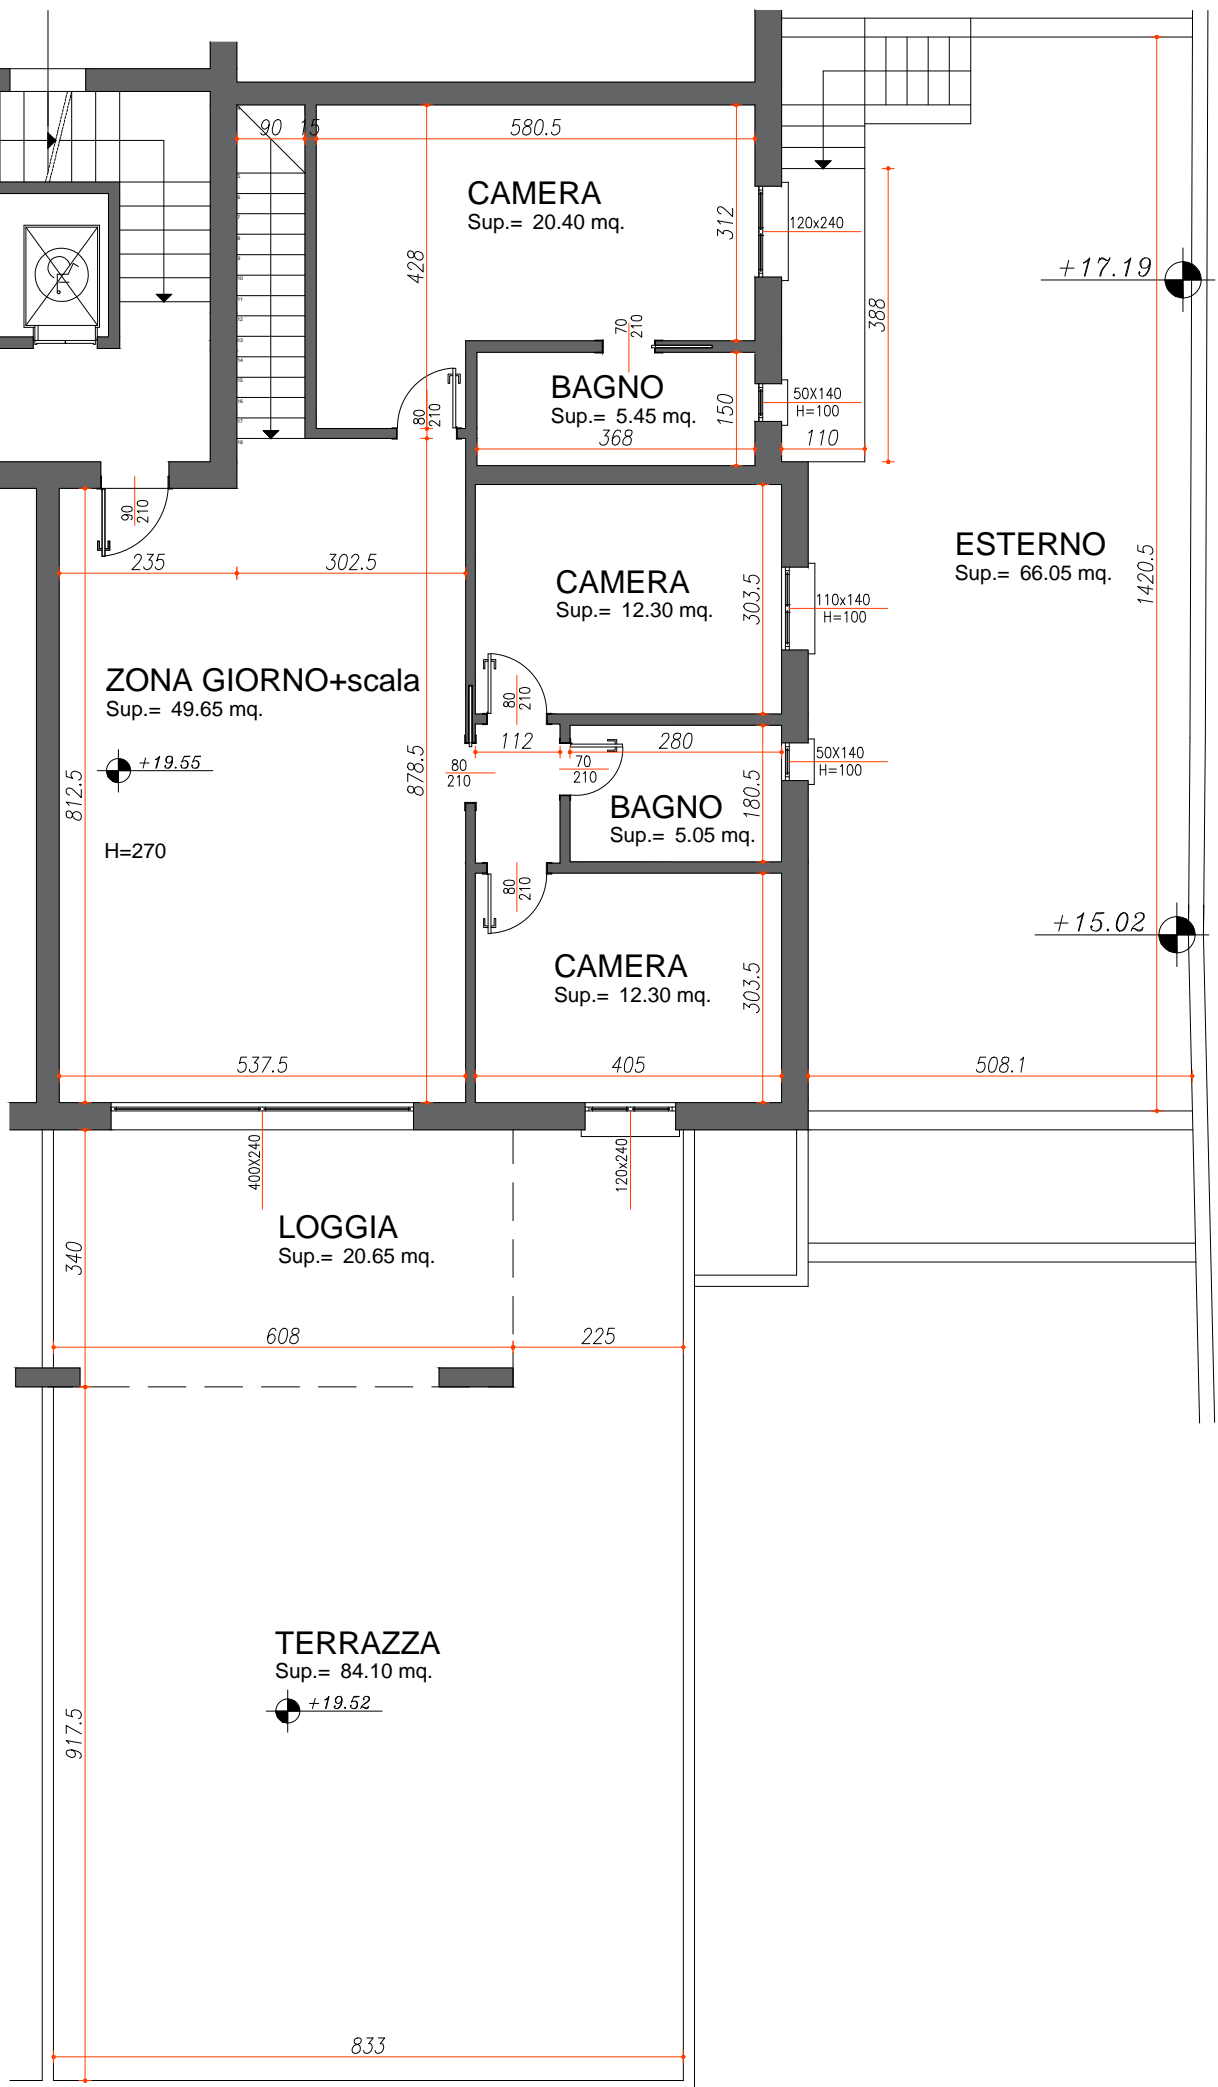 90
15
580.5
CAMERA
Sup.= 20.40 mq.
312
120x240
428
+17.19
388
70
210
BAGNO
Sup.= 5.45 mq.
368
150
50X140
H=100
110
80
210
90
210
235
302.5
CAMERA
Sup.= 12.30 mq.
303.5
110x140
H=100
ESTERNO
Sup.= 66.05 mq.
1420.5
ZONA GIORNO+scala
Sup.= 49.65 mq.
+19.55
812.5
H=270
878.5
80
210
112
280
80
210
70
210
50X140
H=100
BAGNO
Sup.= 5.05 mq.
180.5
80
210
CAMERA
Sup.= 12.30 mq.
303.5
+15.02
537.5
405
508.1
400X240
120x240
LOGGIA
Sup.= 20.65 mq.
340
608
225
TERRAZZA
Sup.= 84.10 mq.
+19.52
917.5
833